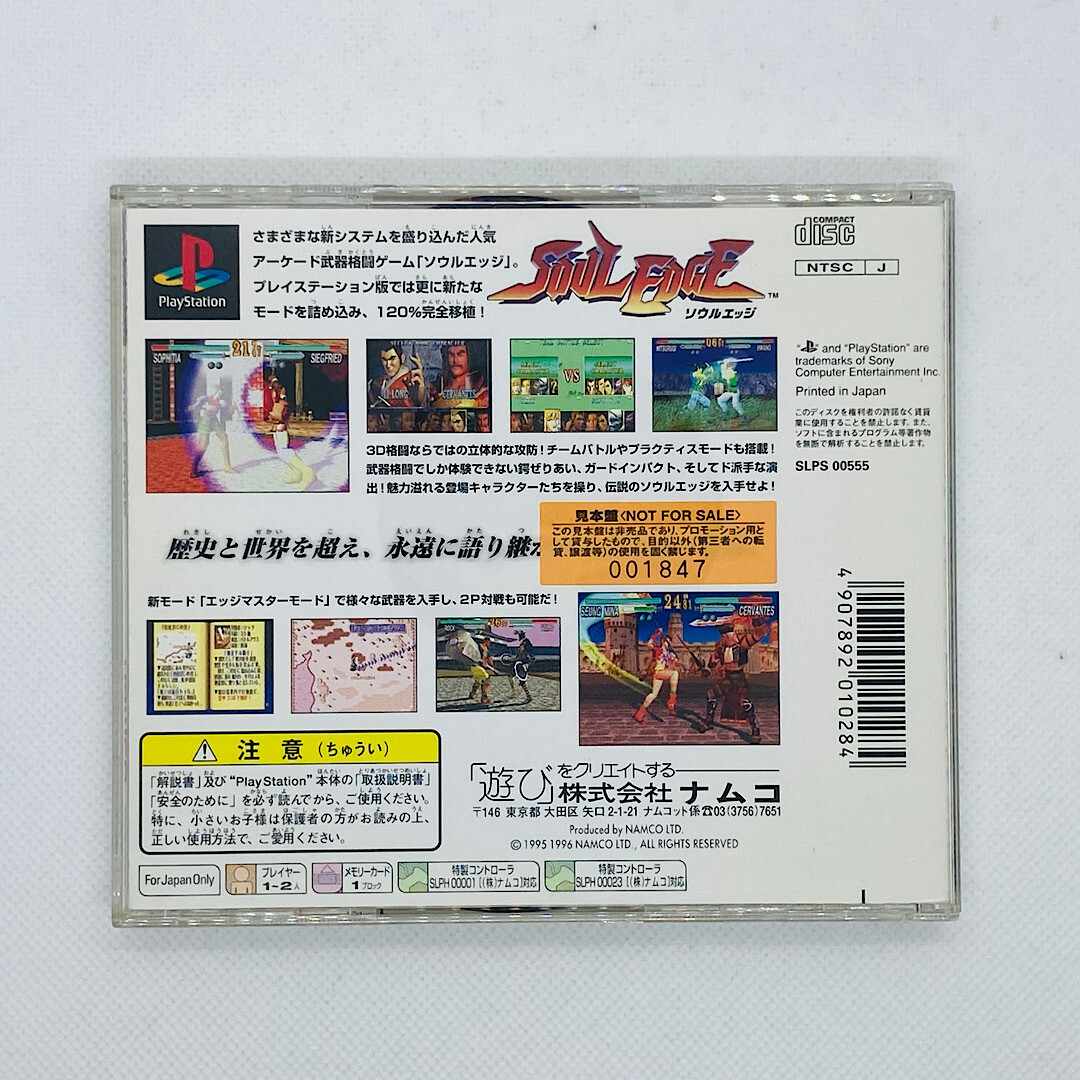 PlayStation
さまざまな新システムを盛り込んだ人気
アーケード武器格闘ゲーム「ソウルエッジ」。
プレイステーション版では更に新たな
モードを詰め込み、120%完全移植！
SOUL EDGE™
ソウルエッジ
COMPACT
disc
NTSC J
SOPHITIA
SIEGFRIED
LI LONG
CERVANTES
VS
MITSURUGI
HWANG
"PS" and "PlayStation" are
trademarks of Sony
Computer Entertainment Inc.
Printed in Japan
このディスクを権利者の許諾なく賃貸
業に使用することを禁止します。また、
ソフトに含まれるプログラム等著作物
を無断で解析することを禁止します。
SLPS 00555
3D格闘ならではの立体的な攻防！チームバトルやプラクティスモードも搭載！
武器格闘でしか体験できない鍔ぜりあい、ガードインパクト、そしてド派手な演
出！魅力溢れる登場キャラクターたちを操り、伝説のソウルエッジを入手せよ！
歴史と世界を超え、永遠に語り継
見本盤〈NOT FOR SALE〉
この見本盤は非売品であり、プロモーション用と
して貸与したもので、目的以外(第三者への転
貸、譲渡等)の使用を固く禁じます。
001847
新モード「エッジマスターモード」で様々な武器を入手し、2P対戦も可能だ！
SEUNG MINA
CERVANTES
ROCK
4907892010284
注意（ちゅうい）
「解説書」及び“PlayStation”本体の「取扱説明書」
「安全のために」を必ず読んでから、ご使用ください。
特に、小さいお子様は保護者の方がお読みの上、
正しい使用方法で、ご愛用ください。
「遊び」をクリエイトする
株式会社ナムコ
〒146 東京都 大田区 矢口 2-1-21 ナムコット係☎03(3756)7651
Produced by NAMCO LTD.
© 1995 1996 NAMCO LTD., ALL RIGHTS RESERVED
For Japan Only
プレイヤー
1〜2人
メモリーカード
1ブロック
特製コントローラ
SLPH 00001 [(株)ナムコ]対応
特製コントローラ
SLPH 00023 [(株)ナムコ]対応